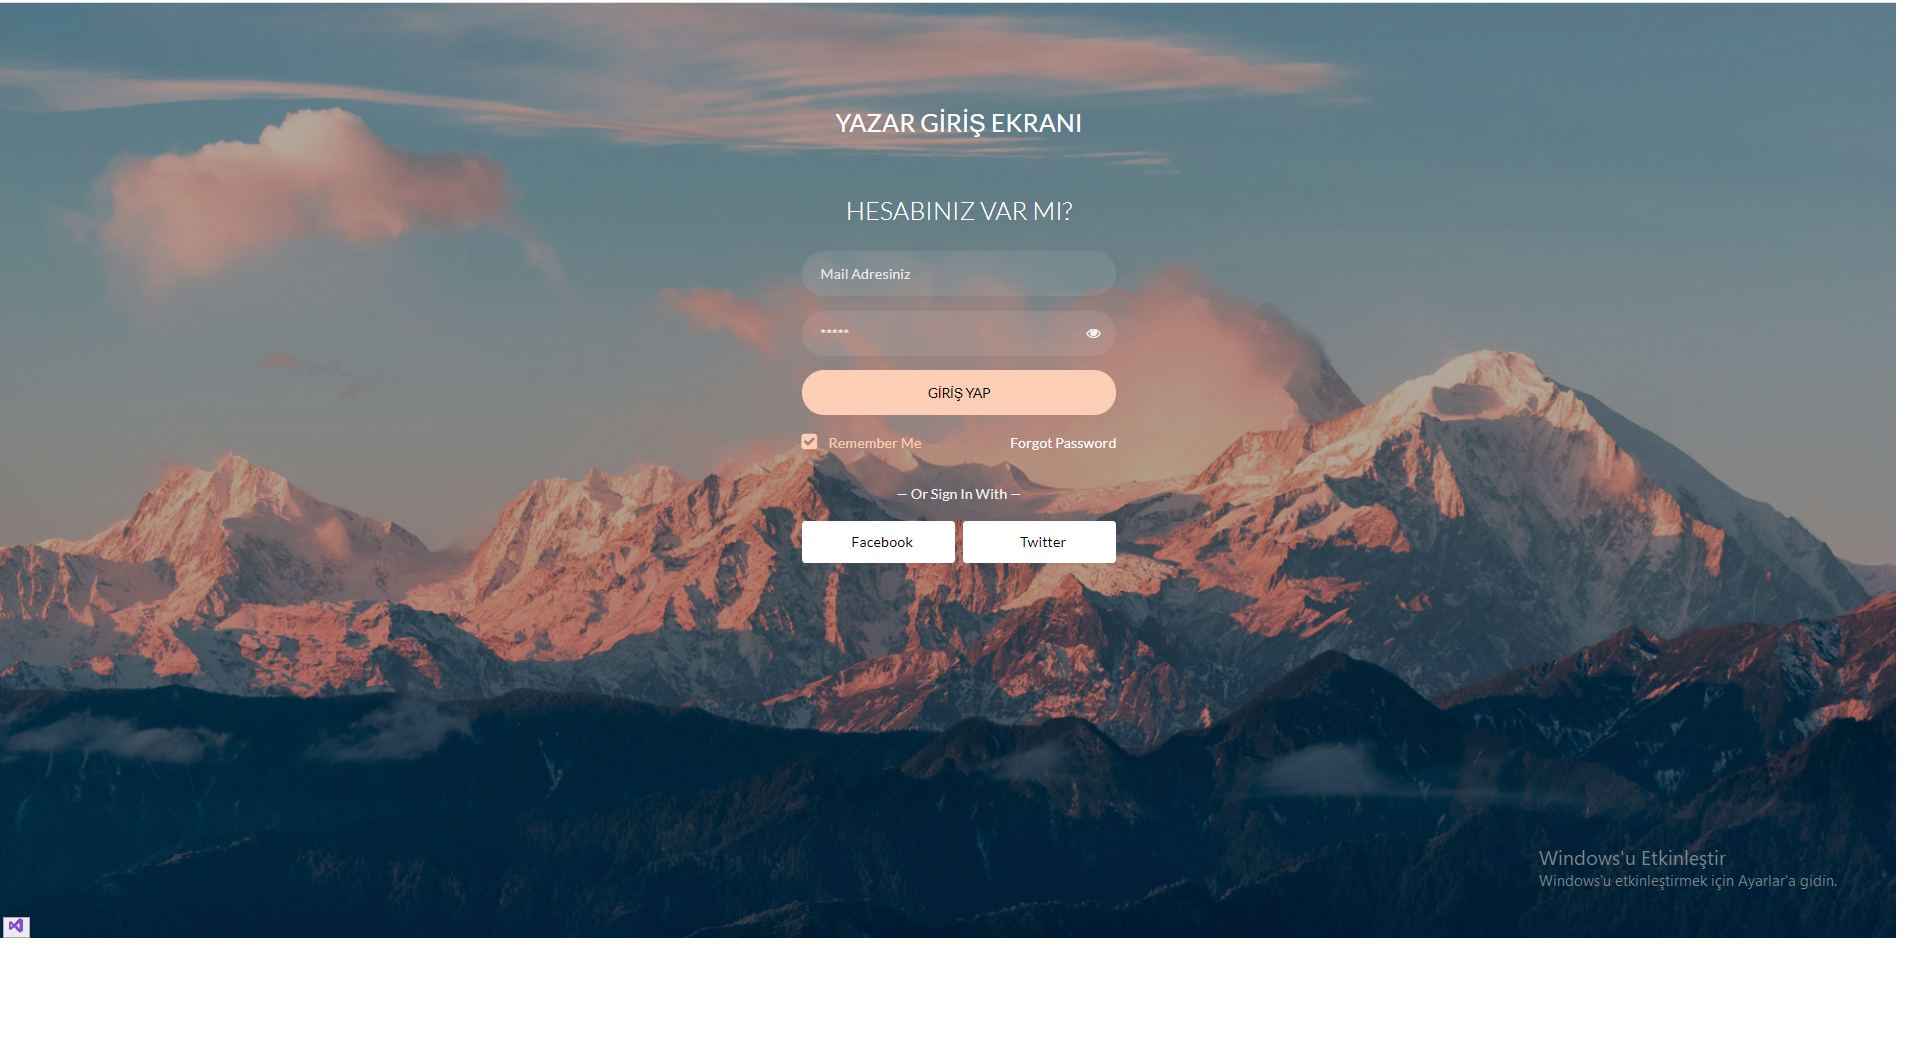 YAZAR GİRİŞ EKRANI
HESABINIZ VAR MI?
Mail Adresiniz
*****
GİRİŞ YAP
Remember Me
Forgot Password
— Or Sign In With —
Facebook
Twitter
Windows'u Etkinleştir
Windows'u etkinleştirmek için Ayarlar'a gidin.